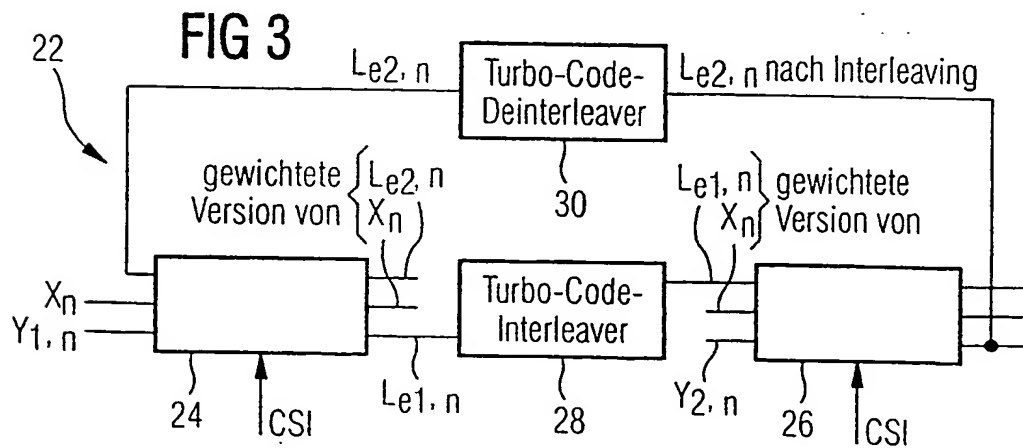 FIG 3
22
Le2, n
Turbo-Code-
Deinterleaver
Le2, n nach Interleaving
30
gewichtete
Version von
Le2, n
Xn
Le1, n
Xn
gewichtete
Version von
Xn
Y1, n
Turbo-Code-
Interleaver
24
CSI
Le1, n
28
Y2, n
26
CSI